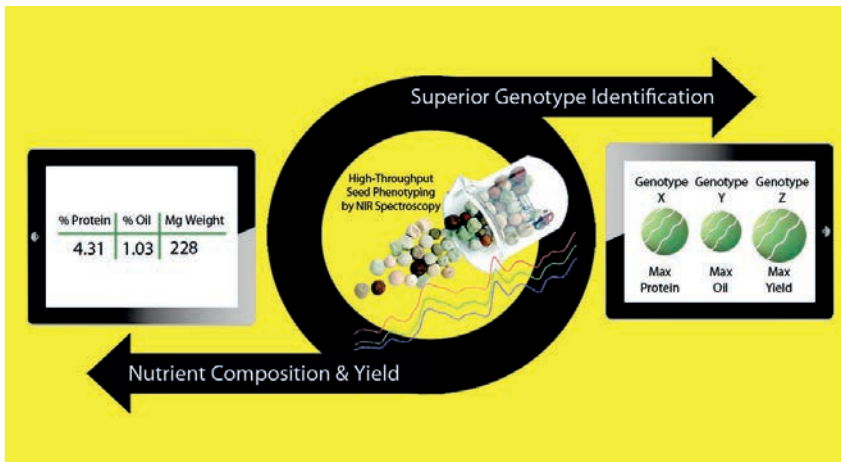 Superior Genotype Identification
High-Throughput
Seed Phenotyping
by NIR Spectroscopy
% Protein % Oil Mg Weight
4.31 1.03 228
Genotype Genotype Genotype
X Y Z
Max Max Max
Protein Oil Yield
Nutrient Composition & Yield